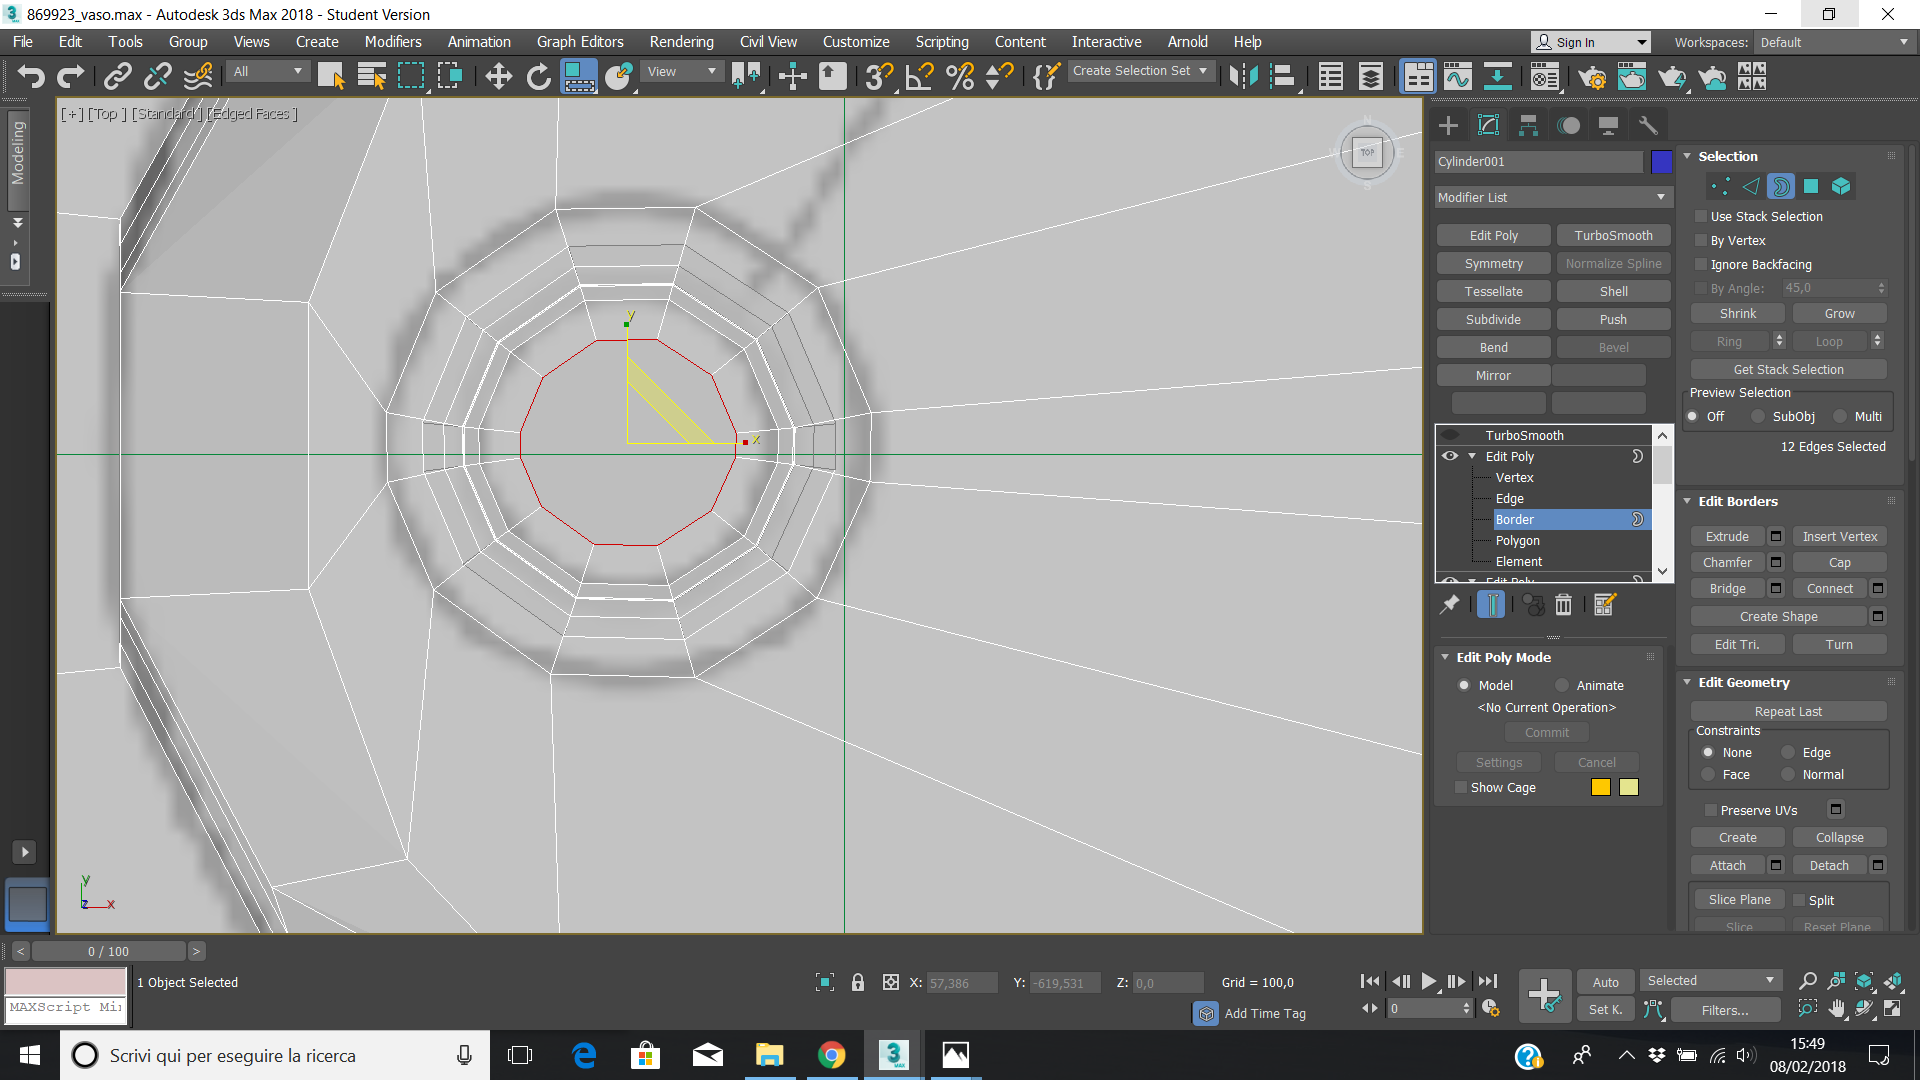 869923_vaso.max - Autodesk 3ds Max 2018 - Student Version
File Edit Tools Group Views Create Modifiers Animation Graph Editors Rendering Civil View Customize Scripting Content Interactive Arnold Help
Sign In
Workspaces: Default
All
View
Create Selection Set
[+] [Top ] [Standard ] [Edged Faces ]
Modeling
N
TOP
S
y
x
y
z
x
Cylinder001
Modifier List
Edit Poly TurboSmooth
Symmetry Normalize Spline
Tessellate Shell
Subdivide Push
Bend Bevel
Mirror
TurboSmooth
Edit Poly
Vertex
Edge
Border
Polygon
Element
Edit Poly
Edit Poly Mode
Model Animate
<No Current Operation>
Commit
Settings Cancel
Show Cage
Selection
Use Stack Selection
By Vertex
Ignore Backfacing
By Angle: 45,0
Shrink Grow
Ring Loop
Get Stack Selection
Preview Selection
Off SubObj Multi
12 Edges Selected
Edit Borders
Extrude Insert Vertex
Chamfer Cap
Bridge Connect
Create Shape
Edit Tri. Turn
Edit Geometry
Repeat Last
Constraints
None Edge
Face Normal
Preserve UVs
Create Collapse
Attach Detach
Slice Plane Split
Slice Reset Plane
< 0 / 100 >
1 Object Selected
MAXScript Mi
X: 57,386 Y: -619,531 Z: 0,0 Grid = 100,0
Add Time Tag
0
Auto Selected
Set K. Filters...
Scrivi qui per eseguire la ricerca
15:49
08/02/2018